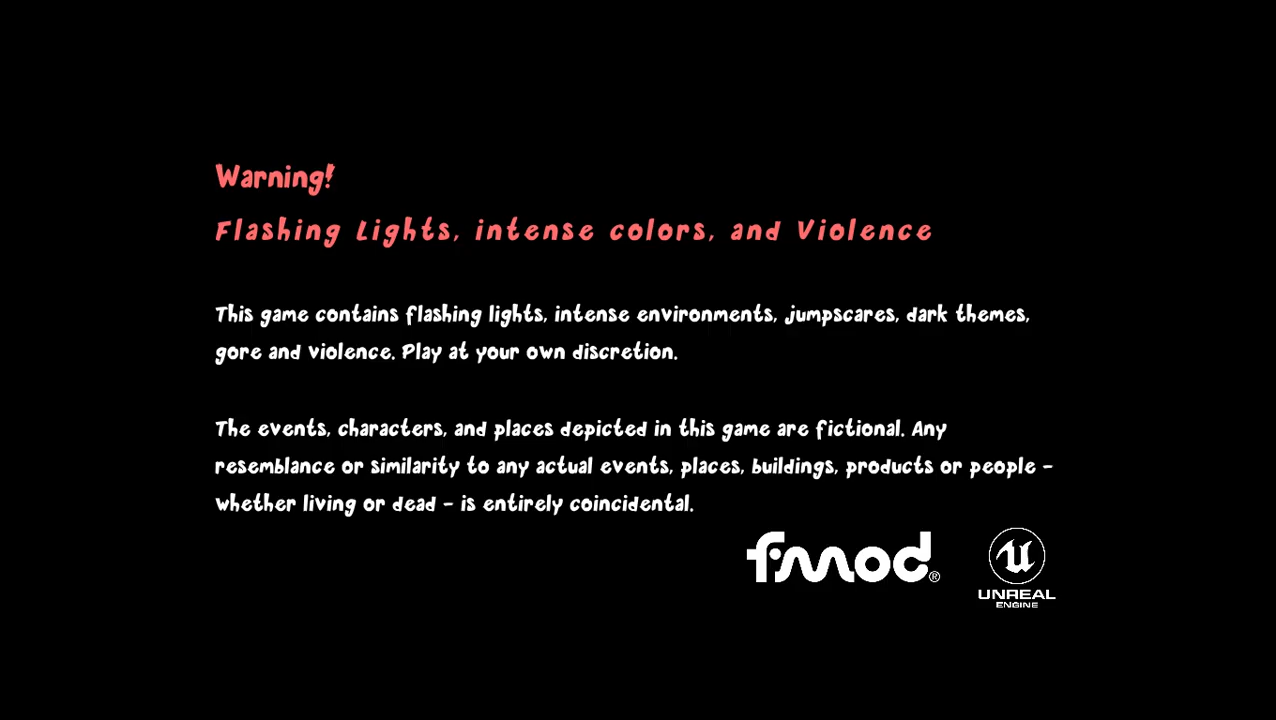 Warning!
Flashing Lights, intense colors, and Violence
This game contains flashing lights, intense environments, jumpscares, dark themes,
gore and violence. Play at your own discretion.
The events, characters, and places depicted in this game are fictional. Any
resemblance or similarity to any actual events, places, buildings, products or people -
whether living or dead - is entirely coincidental.
fmod®
UNREAL
ENGINE